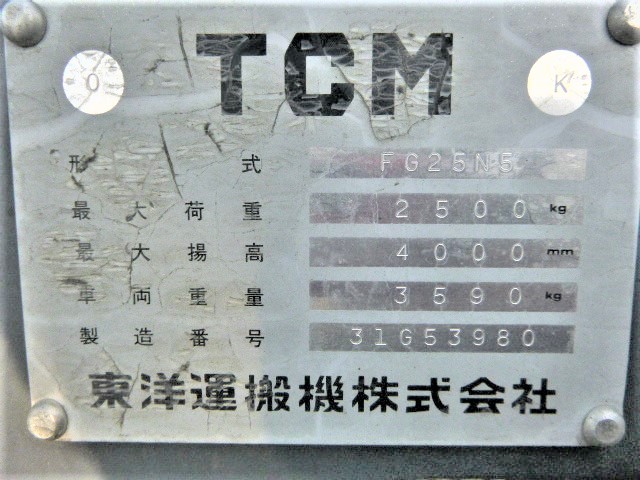 TCM
O K
形式 FG25N5
最大荷重 2500 kg
最大揚高 4000 mm
車両重量 3590 kg
製造番号 31G53980
東洋運搬機株式会社